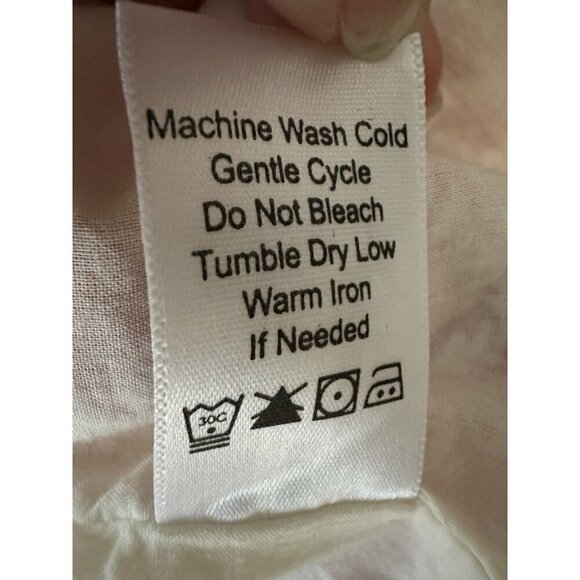 Machine Wash Cold
Gentle Cycle
Do Not Bleach
Tumble Dry Low
Warm Iron
If Needed
30C